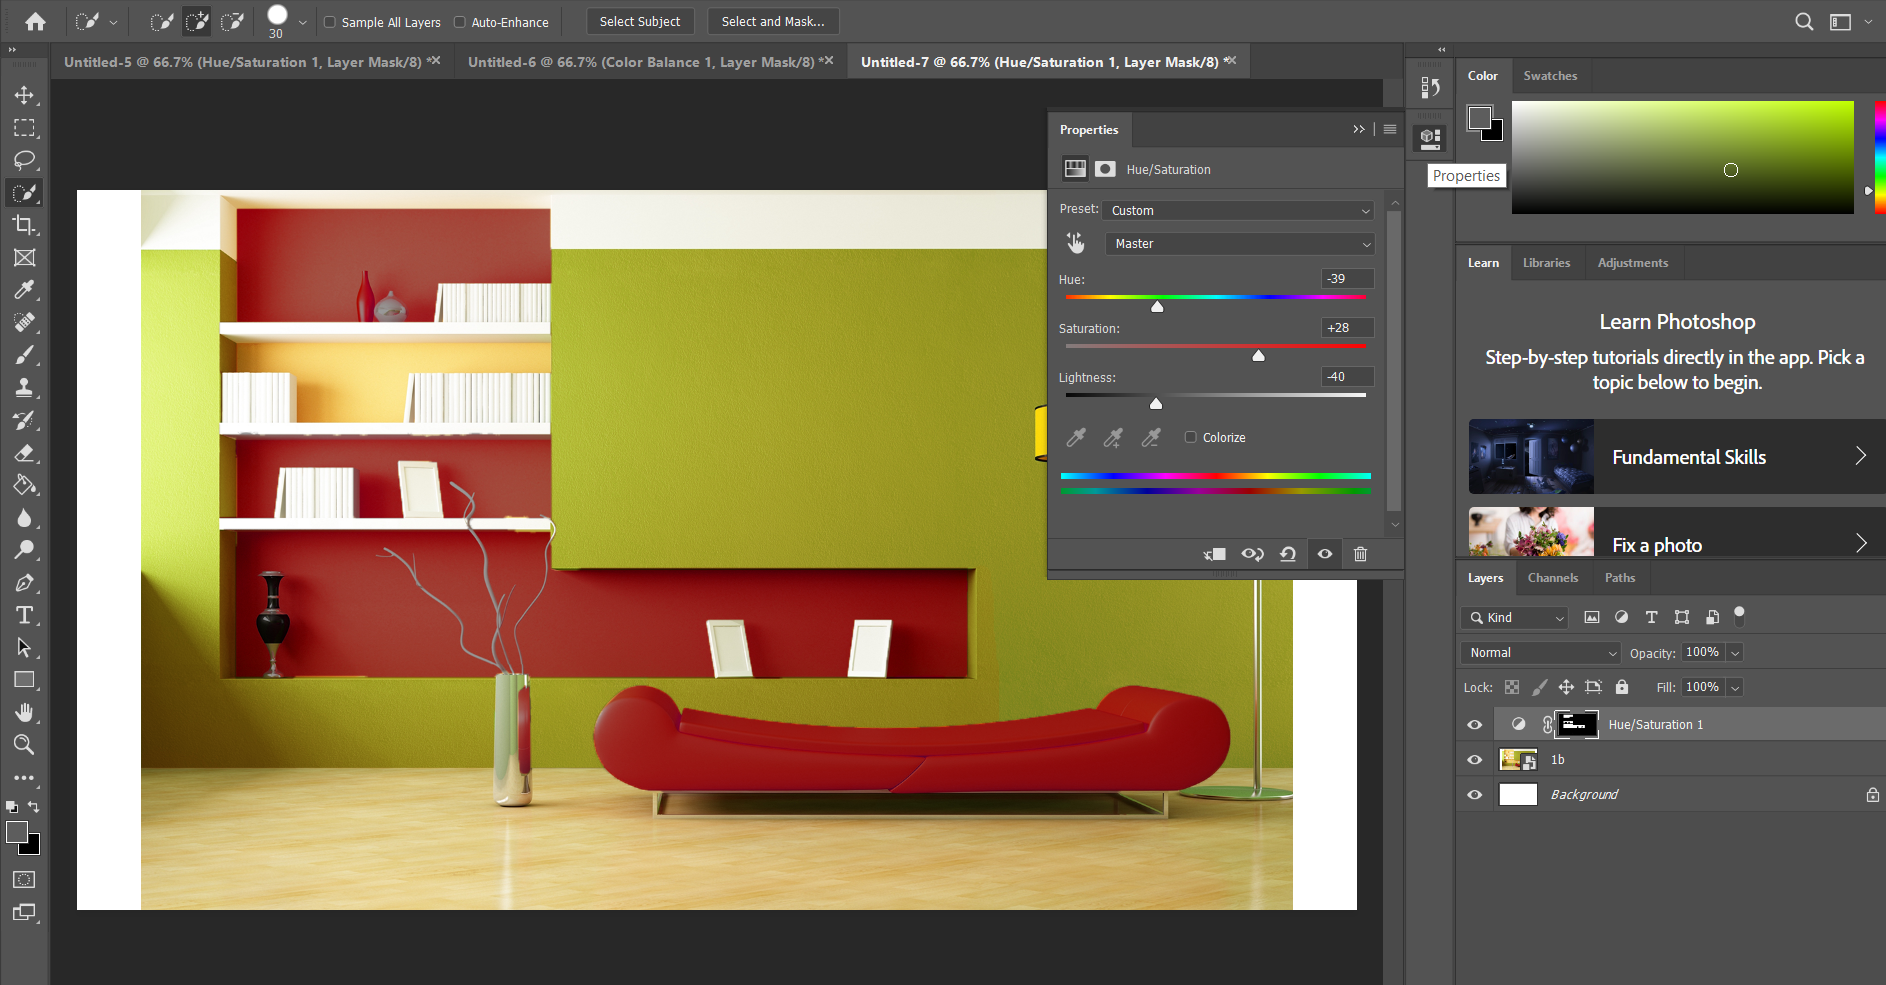 Sample All Layers
Auto-Enhance
Select Subject
Select and Mask...
30
Untitled-5 @ 66.7% (Hue/Saturation 1, Layer Mask/8) *
Untitled-6 @ 66.7% (Color Balance 1, Layer Mask/8) *
Untitled-7 @ 66.7% (Hue/Saturation 1, Layer Mask/8) *
Properties
Hue/Saturation
Preset: Custom
Master
Hue: -39
Saturation: +28
Lightness: -40
Colorize
Properties
Color
Swatches
Learn
Libraries
Adjustments
Learn Photoshop
Step-by-step tutorials directly in the app. Pick a
topic below to begin.
Fundamental Skills
Fix a photo
Layers
Channels
Paths
Kind
Normal
Opacity: 100%
Lock:
Fill: 100%
Hue/Saturation 1
1b
Background